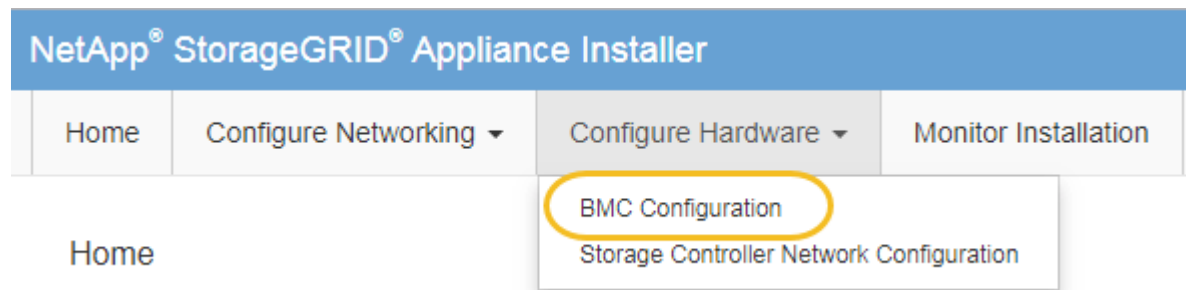 NetApp® StorageGRID® Appliance Installer
Home Configure Networking Configure Hardware Monitor Installation
BMC Configuration
Home
Storage Controller Network Configuration